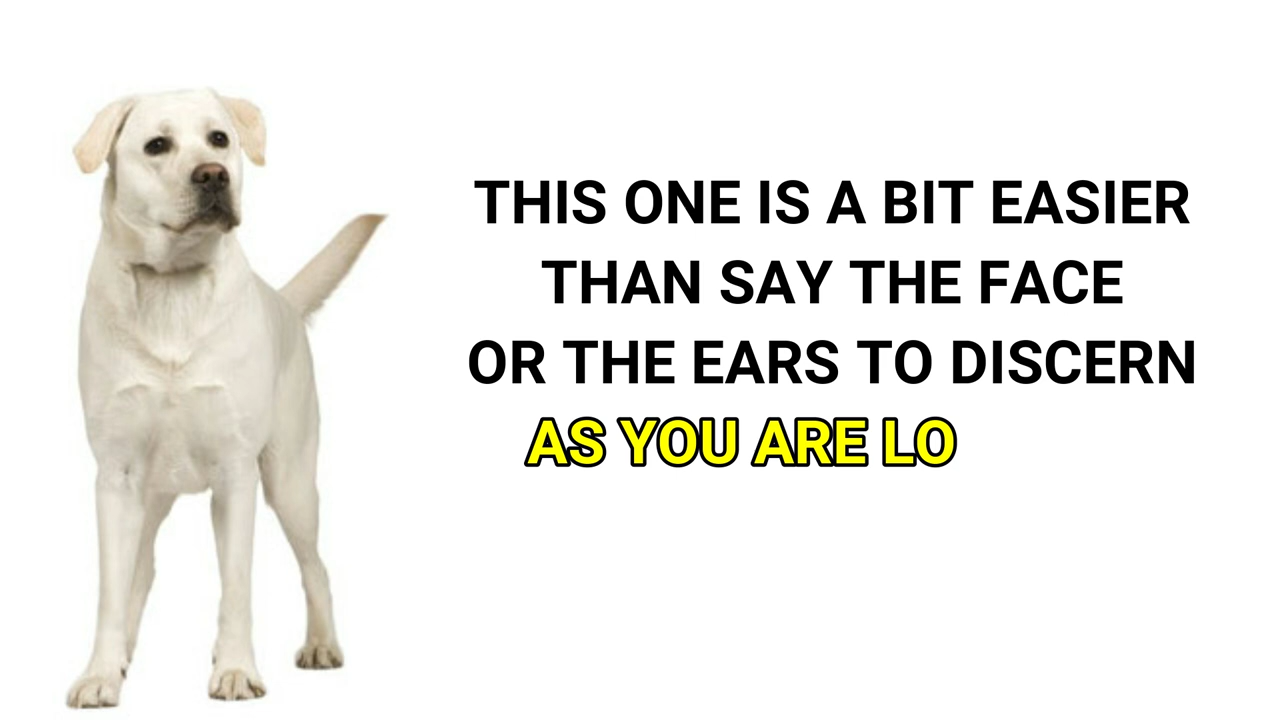 THIS ONE IS A BIT EASIER
THAN SAY THE FACE
OR THE EARS TO DISCERN
AS YOU ARE LO